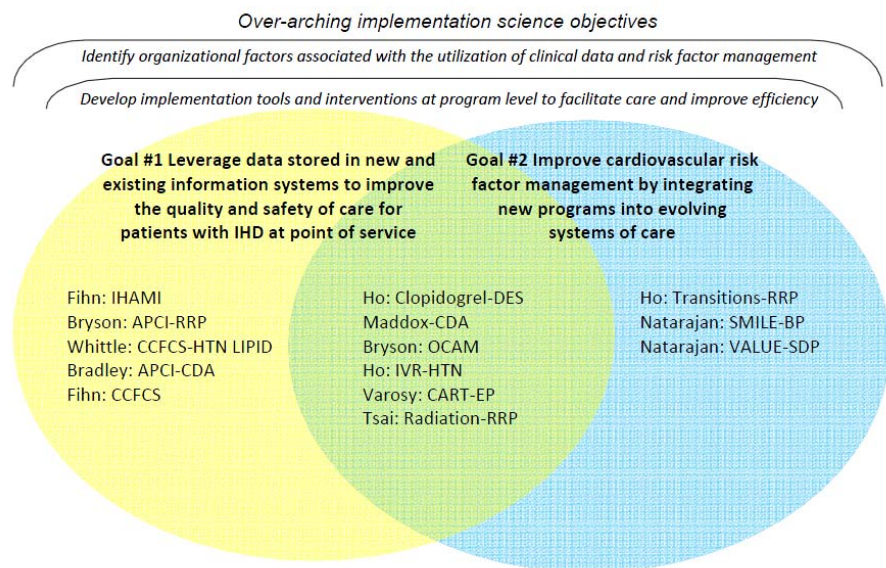 Over-arching implementation science objectives
Identify organizational factors associated with the utilization of clinical data and risk factor management
Develop implementation tools and interventions at program level to facilitate care and improve efficiency
Goal #1 Leverage data stored in new and
existing information systems to improve
the quality and safety of care for
patients with IHD at point of service
Goal #2 Improve cardiovascular risk
factor management by integrating
new programs into evolving
systems of care
Fihn: IHAMI
Bryson: APCI-RRP
Whittle: CCFCS-HTN LIPID
Bradley: APCI-CDA
Fihn: CCFCS
Ho: Clopidogrel-DES
Maddox-CDA
Bryson: OCAM
Ho: IVR-HTN
Varosy: CART-EP
Tsai: Radiation-RRP
Ho: Transitions-RRP
Natarajan: SMILE-BP
Natarajan: VALUE-SDP